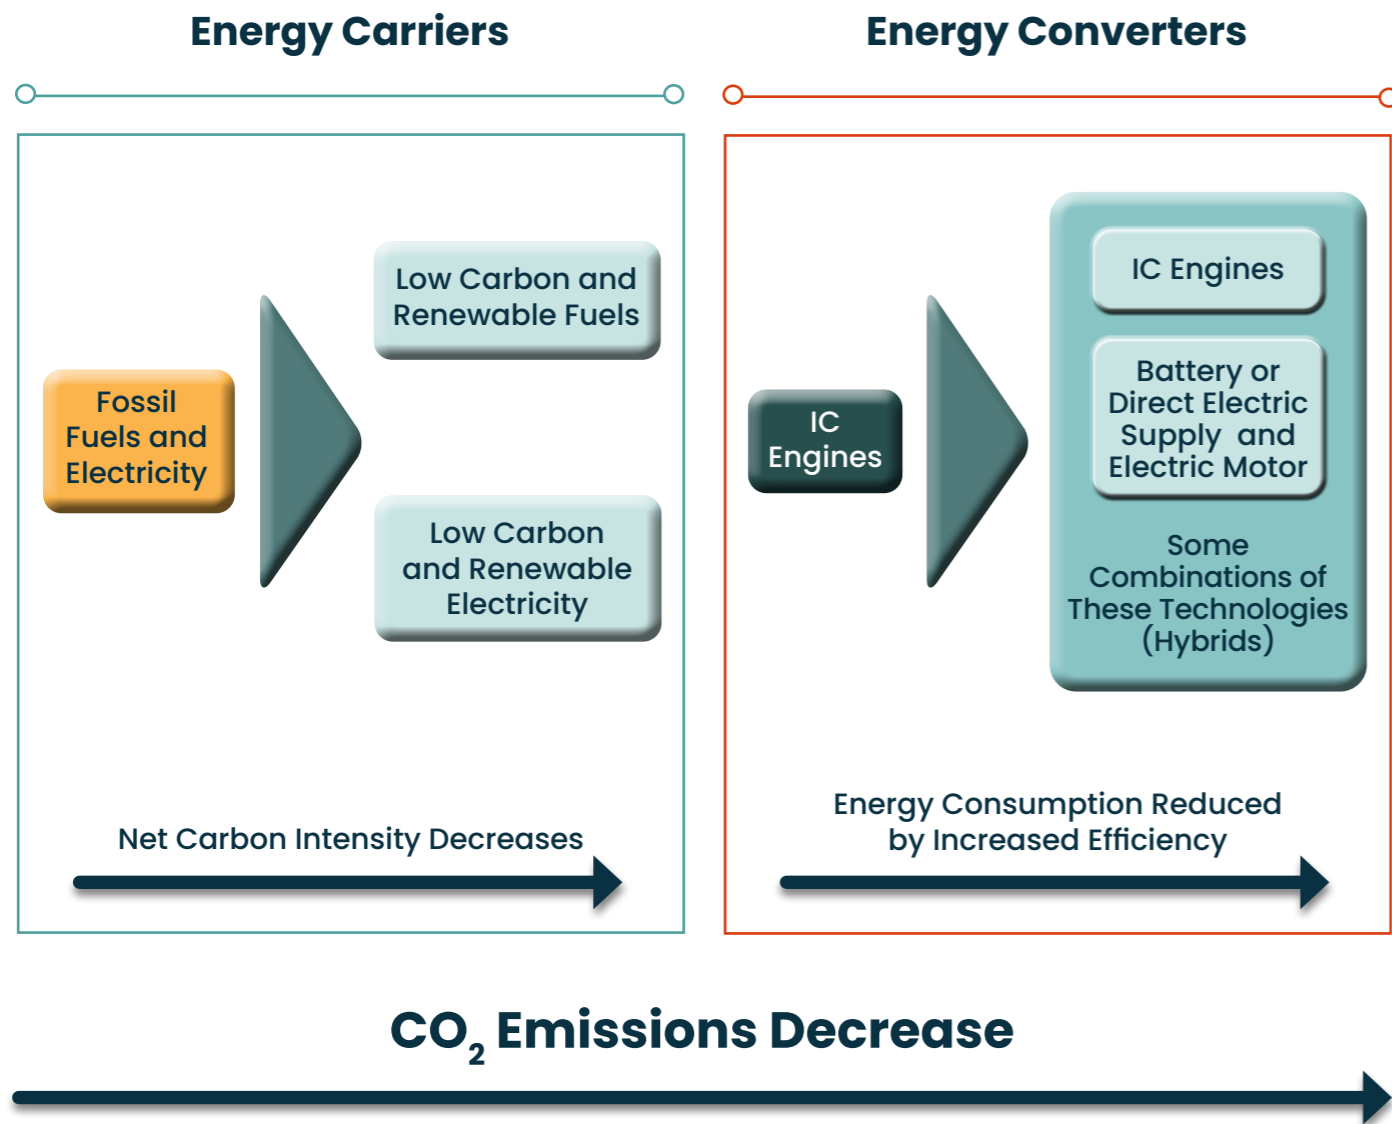 Energy Carriers
Energy Converters
Fossil
Fuels and
Electricity
Low Carbon and
Renewable Fuels
Low Carbon
and Renewable
Electricity
Net Carbon Intensity Decreases
IC
Engines
IC Engines
Battery or
Direct Electric
Supply and
Electric Motor
Some
Combinations of
These Technologies
(Hybrids)
Energy Consumption Reduced
by Increased Efficiency
CO₂ Emissions Decrease